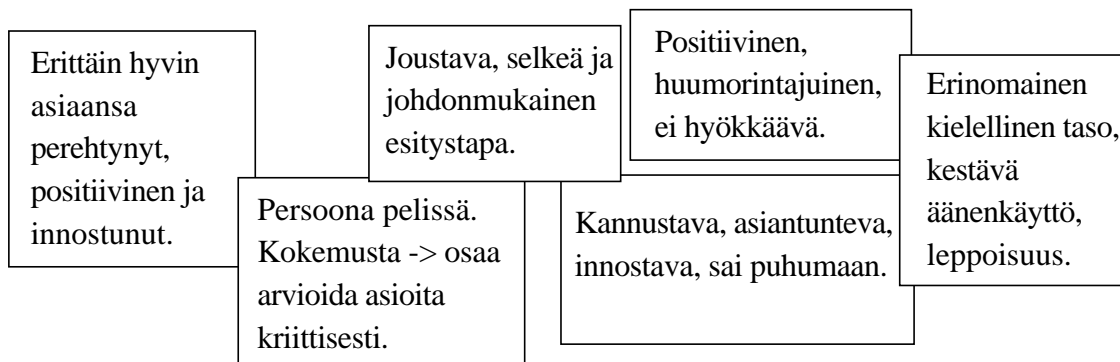 Erittäin hyvin
asiaansa
perehtynyt,
positiivinen ja
innostunut.
Persoona pelissä.
Kokemusta -> osaa
arvioida asioita
kriittisesti.
Joustava, selkeä ja
johdonmukainen
esitystapa.
Positiivinen,
huumorintajuinen,
ei hyökkäävä.
Kannustava, asiantunteva,
innostava, sai puhumaan.
Erinomainen
kielellinen taso,
kestävä
äänenkäyttö,
leppoisuus.